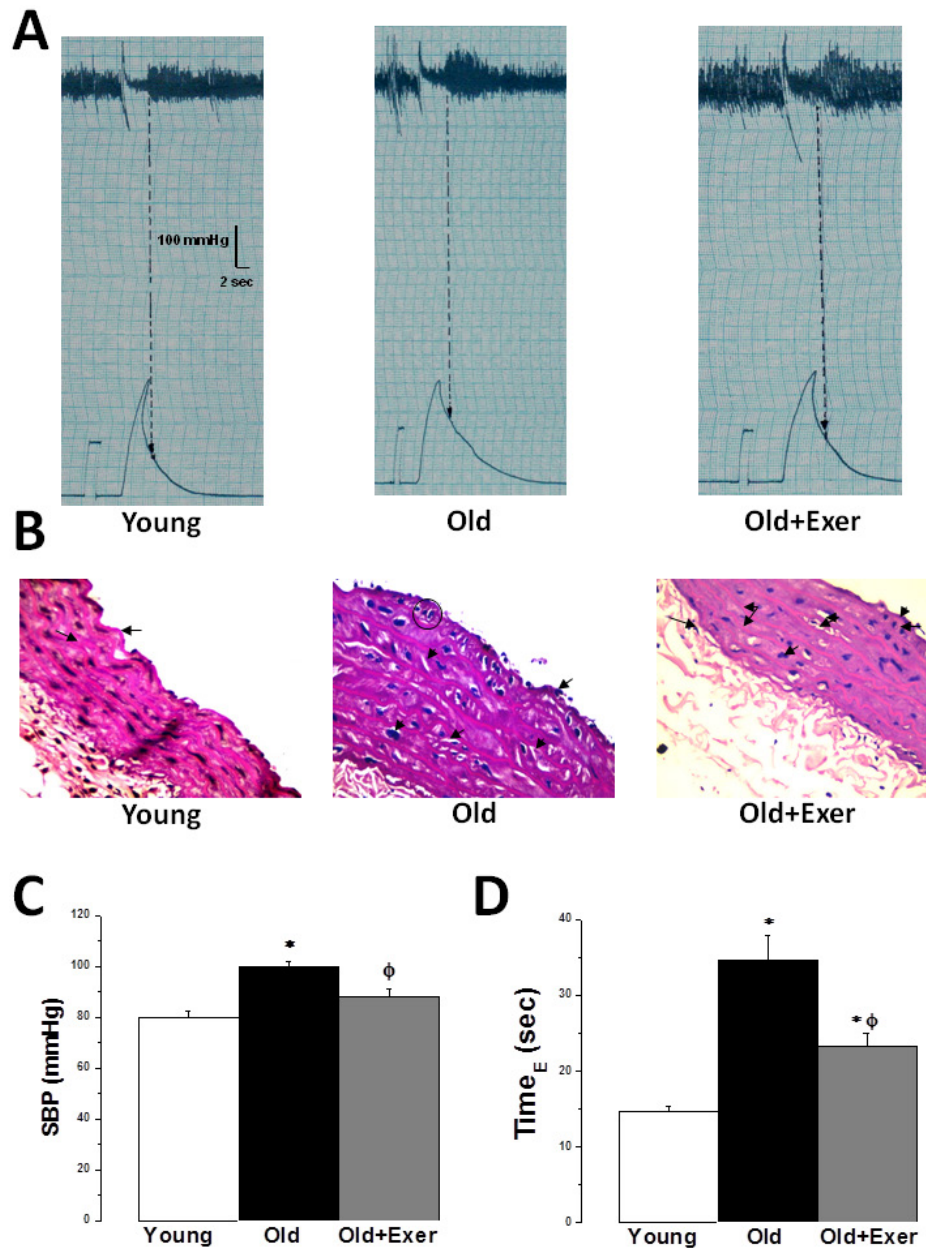 A
100 mmHg
2 sec
Young Old Old+Exer
B
Young Old Old+Exer
C
SBP (mmHg)
120
100
80
60
40
20
0
* ϕ
Young Old Old+Exer
D
Time_E (sec)
40
35
20
10
0
* * ϕ
Young Old Old+Exer